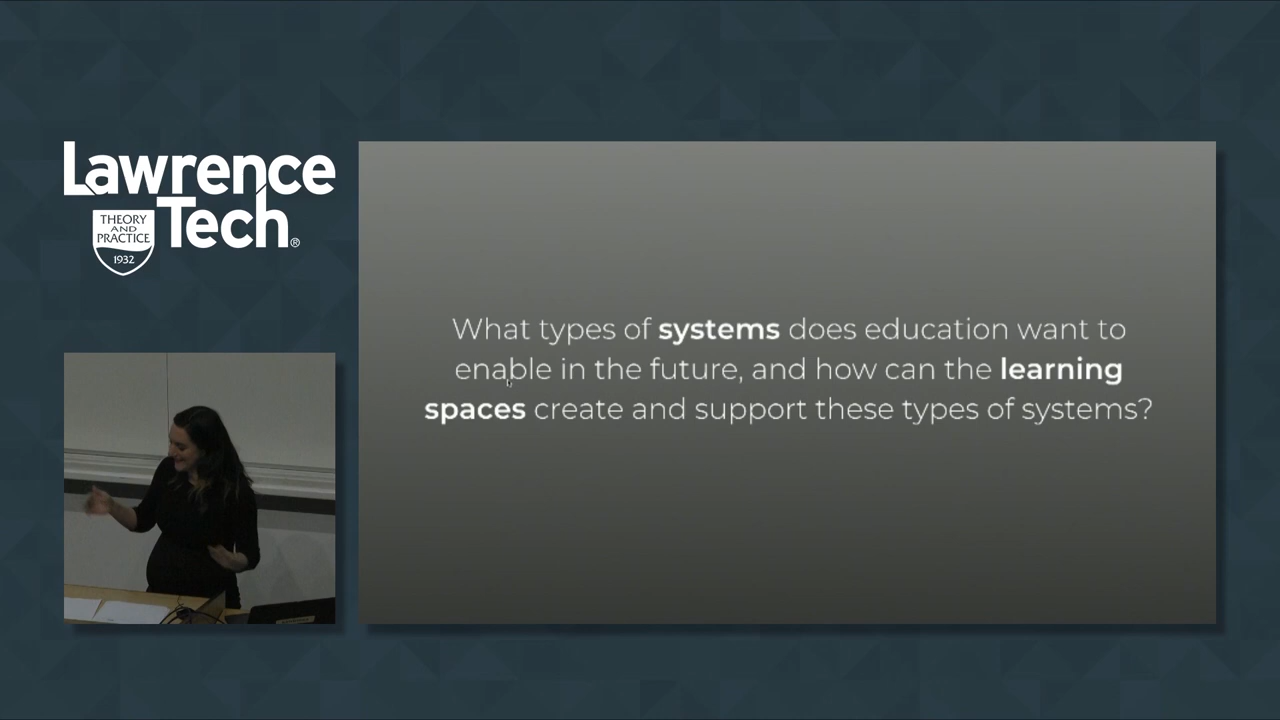 Lawrence
Tech®
THEORY
AND
PRACTICE
1932
What types of systems does education want to
enable in the future, and how can the learning
spaces create and support these types of systems?